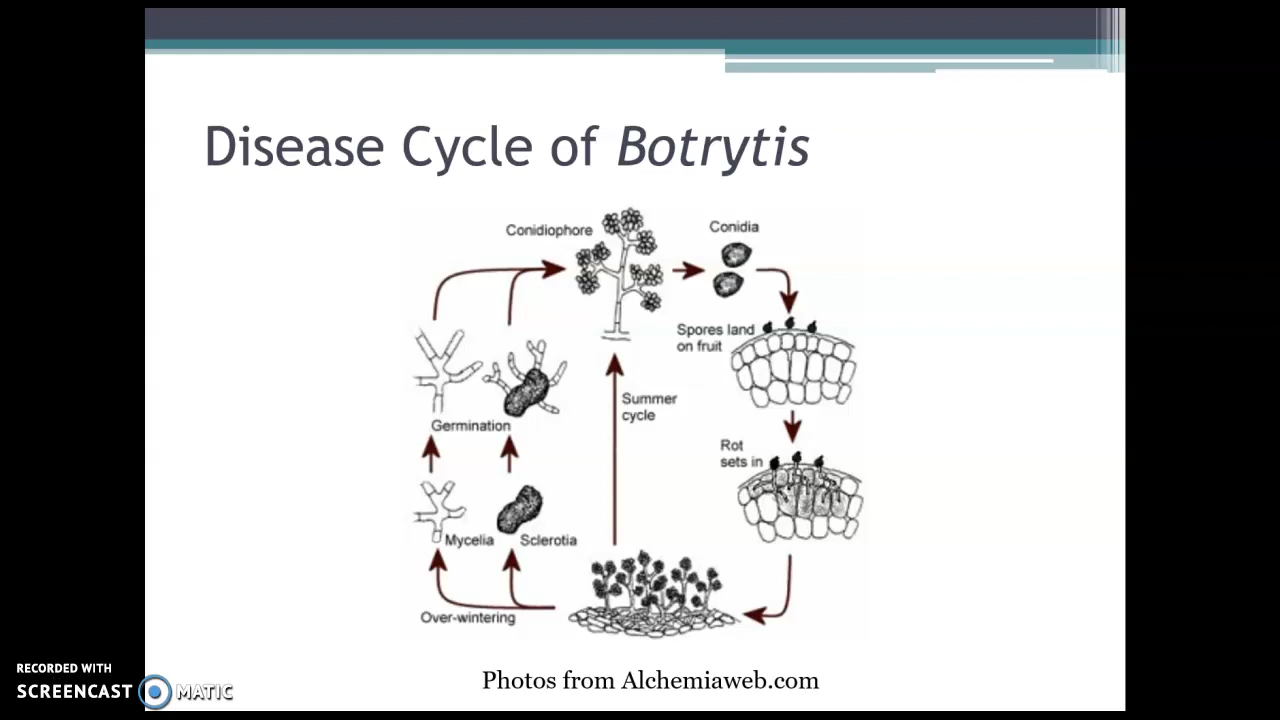 Disease Cycle of Botrytis
Conidiophore
Conidia
Spores land
on fruit
Summer
cycle
Germination
Rot
sets in
Mycelia
Sclerotia
Over-wintering
Photos from Alchemiaweb.com
RECORDED WITH
SCREENCAST MATIC